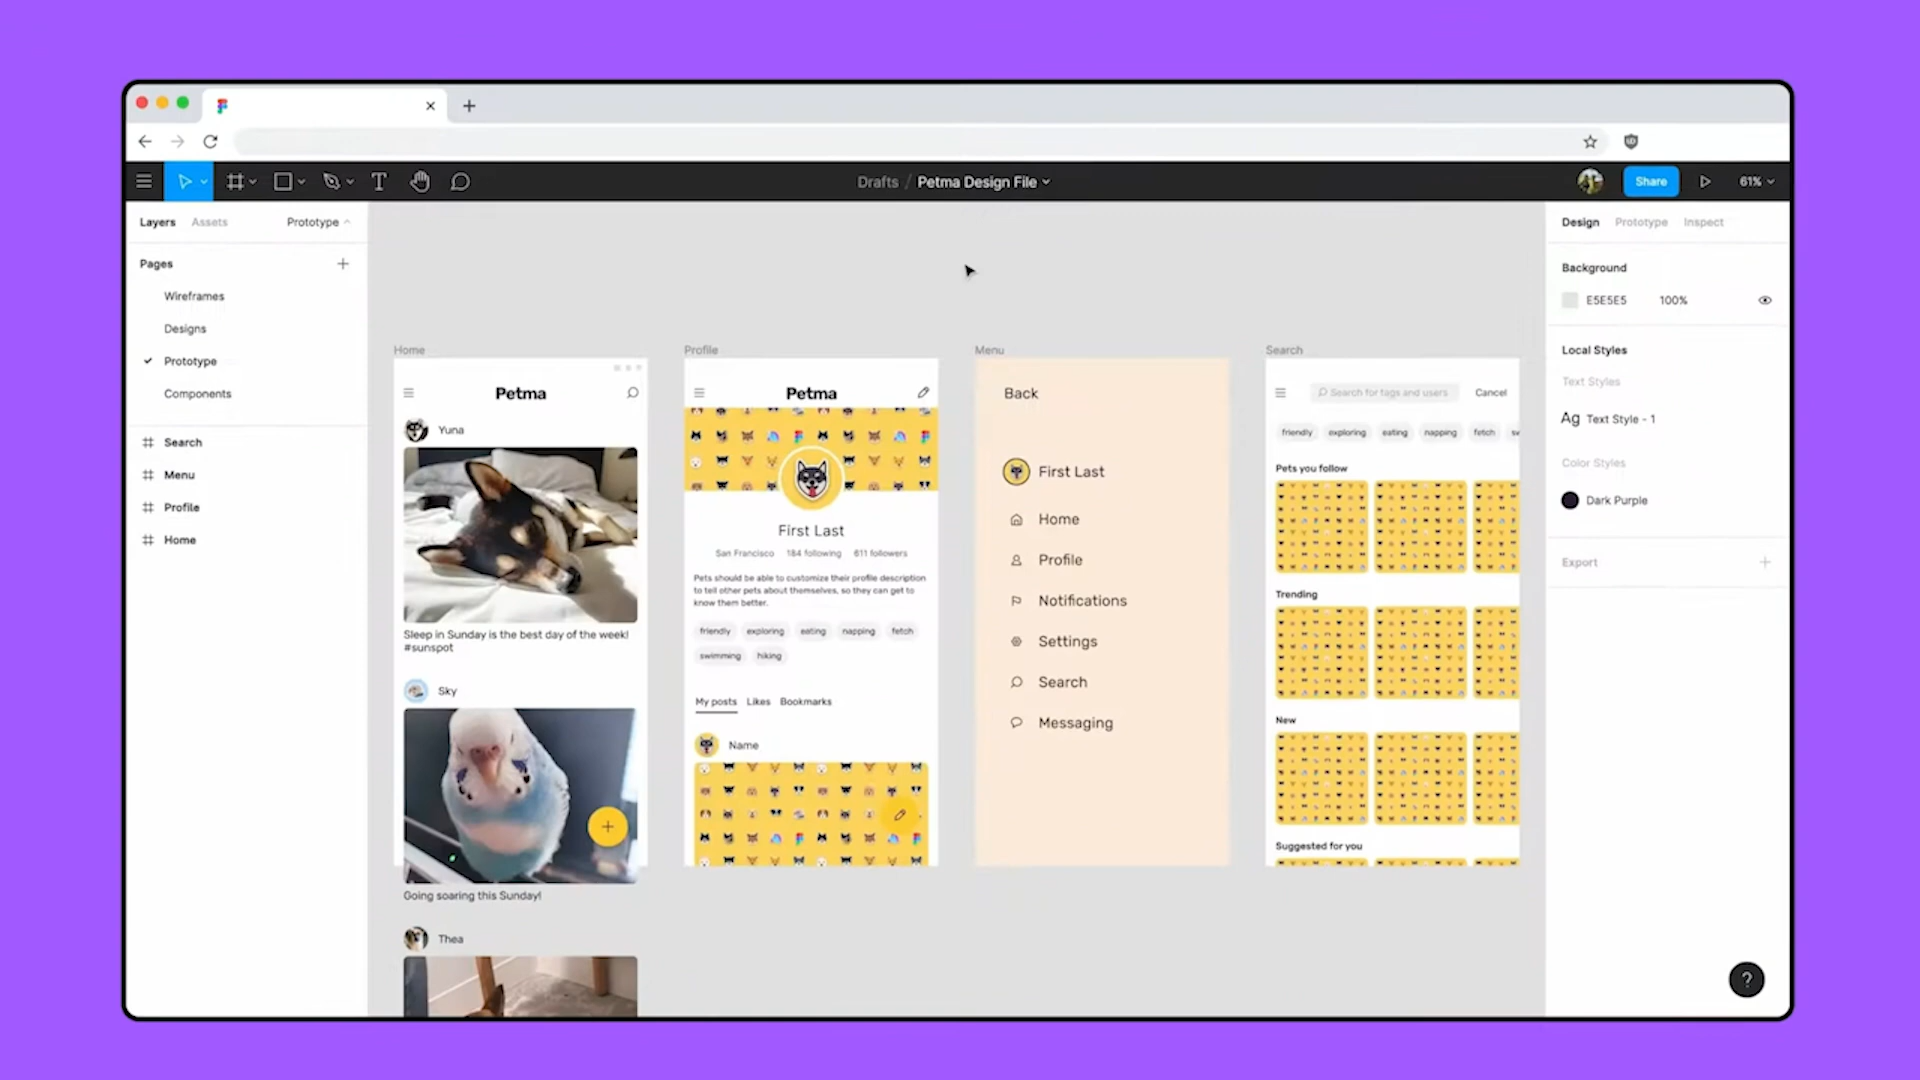 Drafts / Petma Design File
Share
61%
Layers
Assets
Prototype
Pages
Wireframes
Designs
Prototype
Components
Search
Menu
Profile
Home
Home
Petma
Yuna
Sleep in Sunday is the best day of the week!
#sunspot
Sky
Going soaring this Sunday!
Thea
Profile
Petma
First Last
San Francisco 184 following 611 followers
Pets should be able to customize their profile description
to tell other pets about themselves, so they can get to
know them better.
friendly exploring eating napping fetch
swimming hiking
My posts Likes Bookmarks
Name
Menu
Back
First Last
Home
Profile
Notifications
Settings
Search
Messaging
Search
Search for tags and users Cancel
friendly exploring eating napping fetch sw
Pets you follow
Trending
New
Suggested for you
Design Prototype Inspect
Background
E5E5E5 100%
Local Styles
Text Styles
Ag Text Style - 1
Color Styles
Dark Purple
Export
?